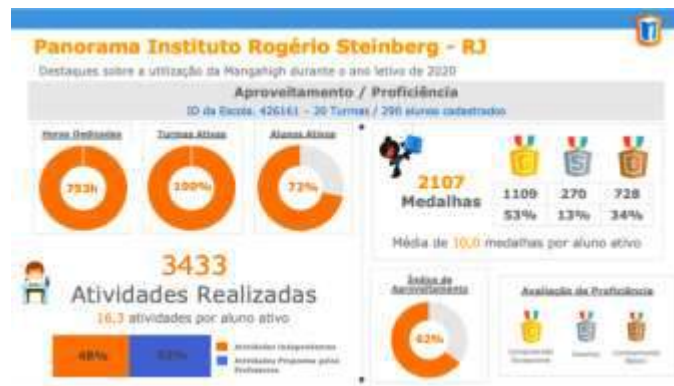 Panorama Instituto Rogério Steinberg - RJ
Destaques sobre a utilização da Mangahigh durante o ano letivo de 2020
Aproveitamento / Proficiência
ID da Escola: 426161 - 20 Turmas / 290 alunos cadastrados
Horas Dedicadas
Turmas Ativas
Alunos Ativos
753h
100%
72%
2107
Medalhas
G
S
1109
270
728
53%
13%
34%
Média de 10,0 medalhas por aluno ativo
3433
Atividades Realizadas
16,3 atividades por aluno ativo
48%
Atividades Independentes
Atividades Propostas pelos
Professores
Índice de
Aproveitamento
62%
Avaliação de Proficiência